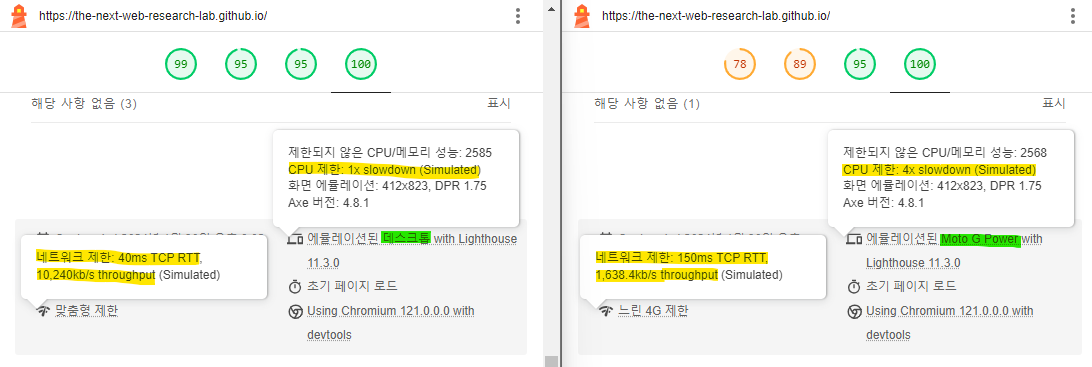 https://the-next-web-research-lab.github.io/
99
95
95
100
해당 사항 없음 (3)
표시
제한되지 않은 CPU/메모리 성능: 2585
CPU 제한: 1x slowdown (Simulated)
화면 에뮬레이션: 412x823, DPR 1.75
Axe 버전: 4.8.1
네트워크 제한: 40ms TCP RTT,
10,240kb/s throughput (Simulated)
에뮬레이션된 데스크톱 with Lighthouse
11.3.0
초기 페이지 로드
맞춤형 제한
Using Chromium 121.0.0.0 with
devtools
https://the-next-web-research-lab.github.io/
78
89
95
100
해당 사항 없음 (1)
표시
제한되지 않은 CPU/메모리 성능: 2568
CPU 제한: 4x slowdown (Simulated)
화면 에뮬레이션: 412x823, DPR 1.75
Axe 버전: 4.8.1
네트워크 제한: 150ms TCP RTT,
1,638.4kb/s throughput (Simulated)
에뮬레이션된 Moto G Power with
Lighthouse 11.3.0
초기 페이지 로드
느린 4G 제한
Using Chromium 121.0.0.0 with
devtools